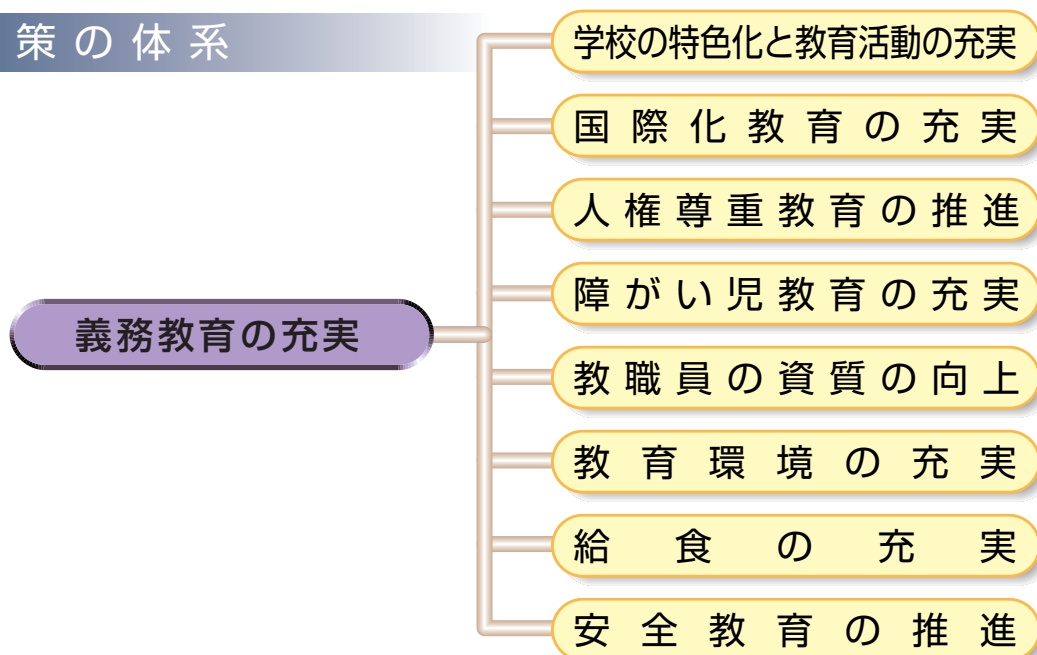 策の体系
学校の特色化と教育活動の充実
国際化教育の充実
人権尊重教育の推進
障がい児教育の充実
義務教育の充実
教職員の資質の向上
教育環境の充実
給食の充実
安全教育の推進